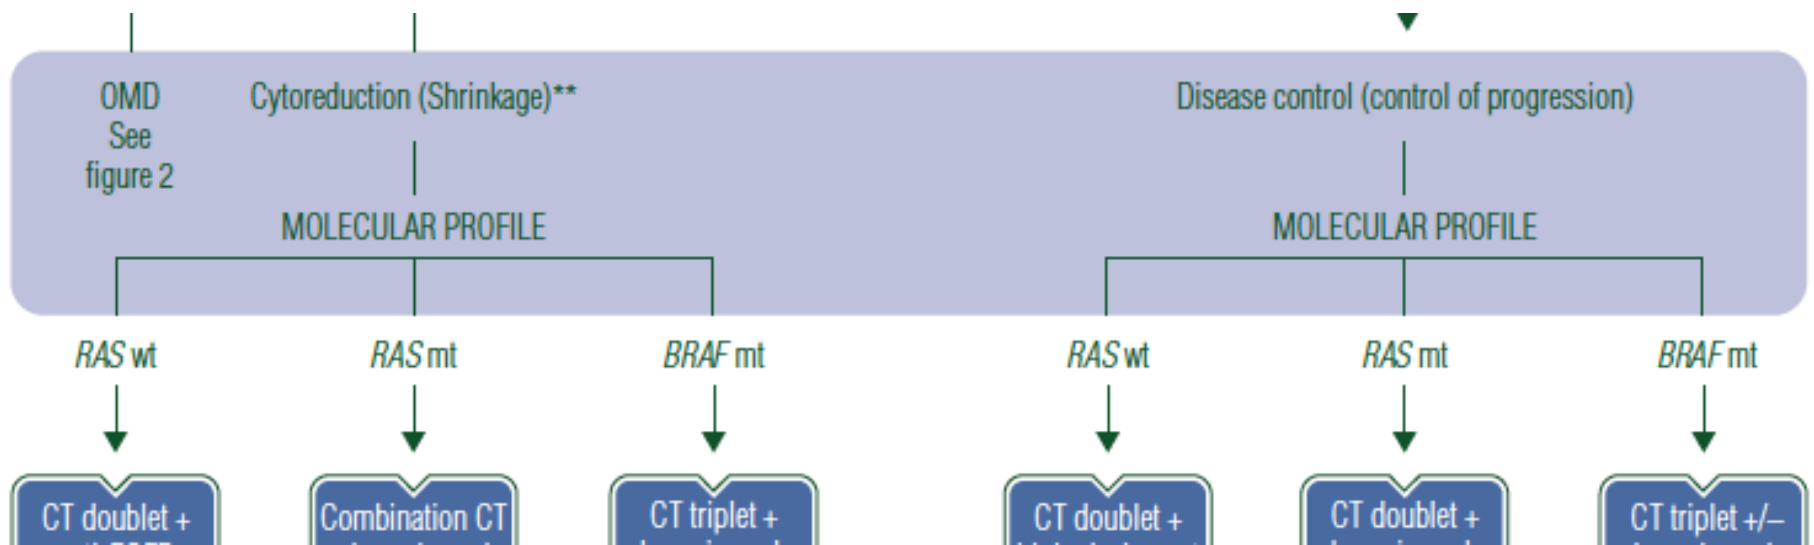 OMD
See
figure 2
Cytoreduction (Shrinkage)**
MOLECULAR PROFILE
RAS wt
RAS mt
BRAF mt
CT doublet +
Combination CT
CT triplet +
Disease control (control of progression)
MOLECULAR PROFILE
RAS wt
RAS mt
BRAF mt
CT doublet +
CT doublet +
CT triplet +/–